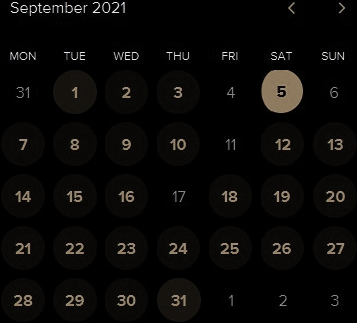 September 2021 < >
MON TUE WED THU FRI SAT SUN
31 1 2 3 4 5 6
7 8 9 10 11 12 13
14 15 16 17 18 19 20
21 22 23 24 25 26 27
28 29 30 31 1 2 3